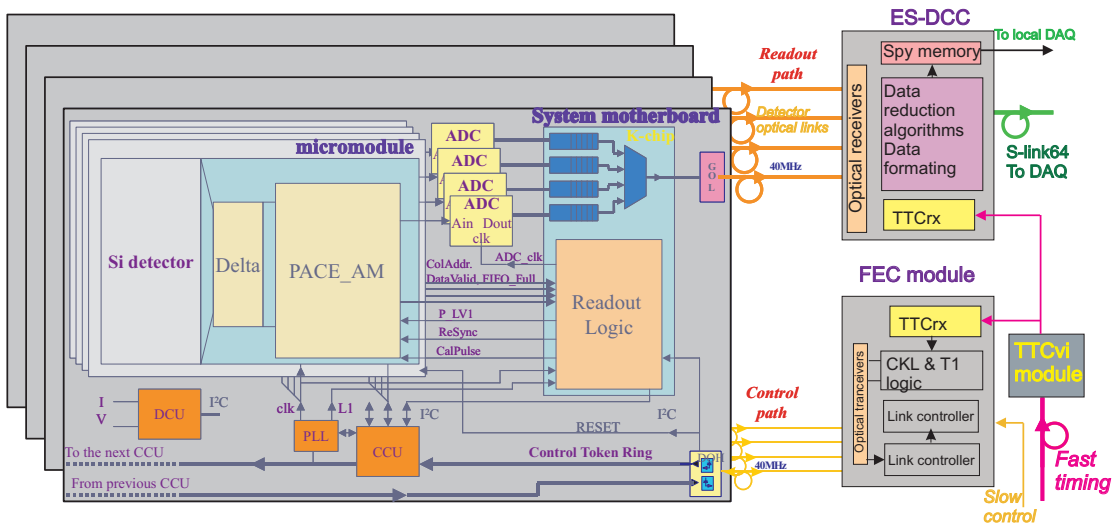 ES-DCC
To local DAQ
Readout
path
Spy memory
Optical receivers
Data
reduction
algorithms
Data
formating
Detector
optical links
40MHz
S-link64
To DAQ
TTCrx
System motherboard
K-chip
micromodule
ADC
ADC
ADC
ADC
Ain Dout
clk
GOL
Si detector
Delta
PACE_AM
ColAddr.
ADC_clk
DataValid, FIFO_Full
P_LV1
ReSync
CalPulse
Readout
Logic
FEC module
TTCrx
CKL & T1
logic
Optical tranceivers
Link controller
Link controller
TTCvi
module
Control
path
40MHz
I
V
DCU
I²C
clk
L1
PLL
CCU
I²C
I²C
RESET
To the next CCU
Control Token Ring
DOH
From previous CCU
Slow
control
Fast
timing